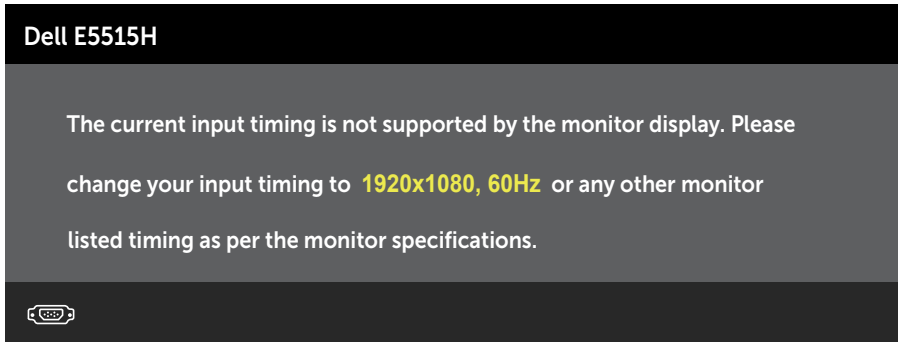 Dell E5515H
The current input timing is not supported by the monitor display. Please
change your input timing to 1920x1080, 60Hz or any other monitor
listed timing as per the monitor specifications.